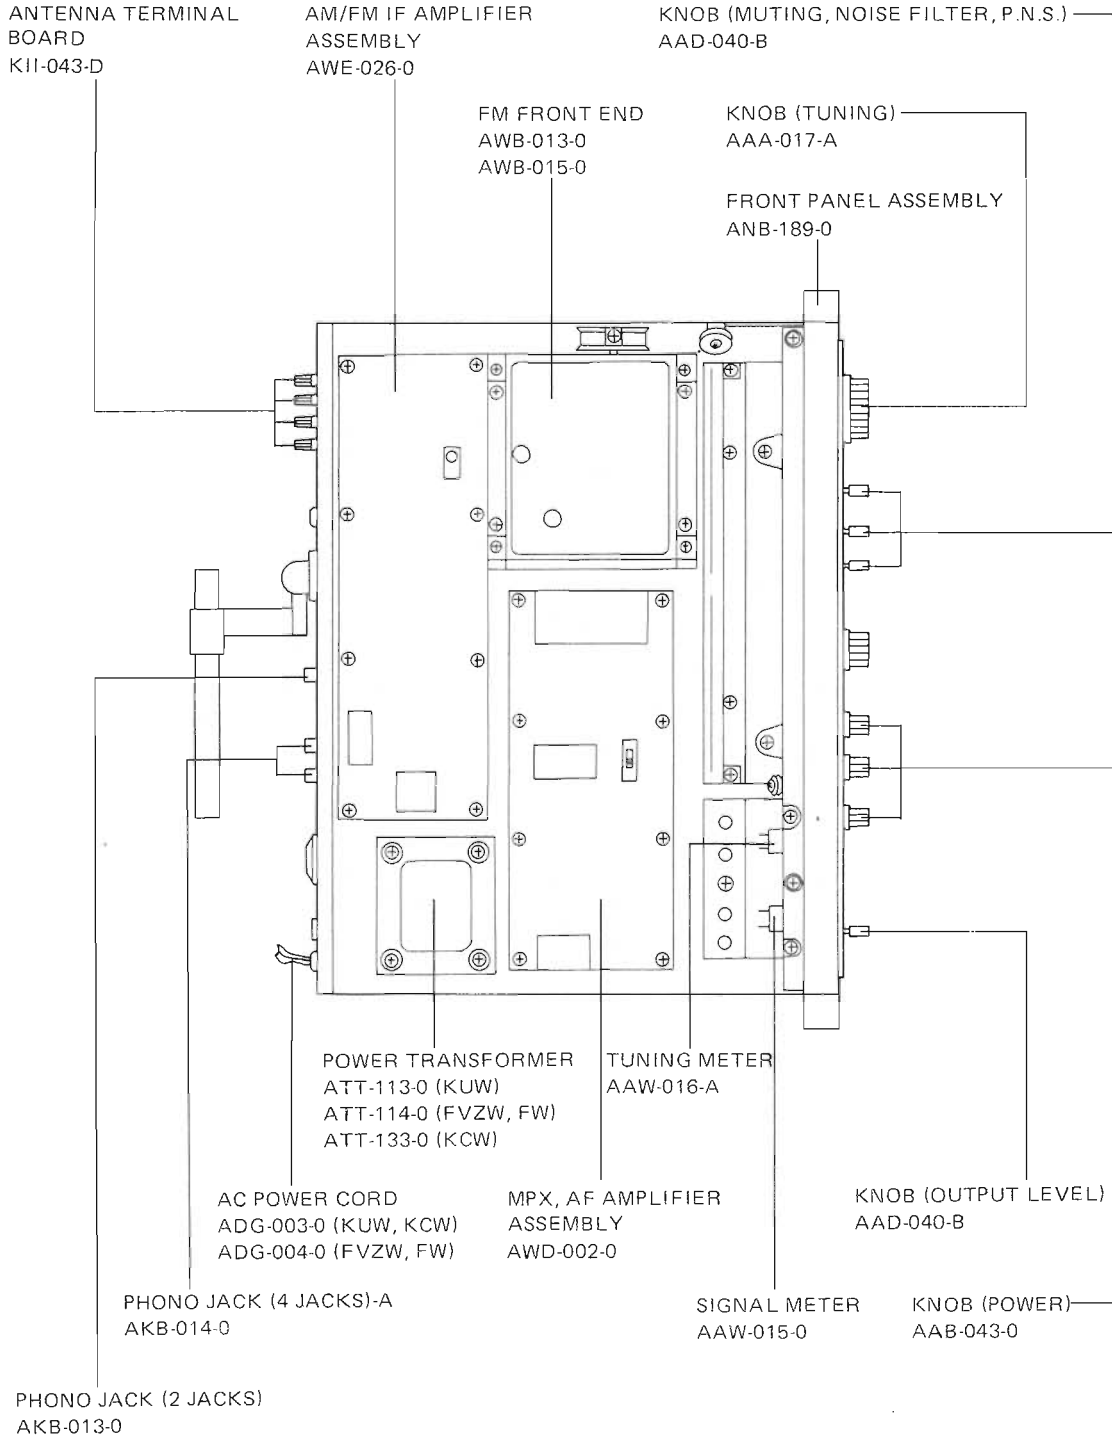 ANTENNA TERMINAL
BOARD
K11-043-D
AM/FM IF AMPLIFIER
ASSEMBLY
AWE-026-0
KNOB (MUTING, NOISE FILTER, P.N.S.)
AAD-040-B
FM FRONT END
AWB-013-0
AWB-015-0
KNOB (TUNING)
AAA-017-A
FRONT PANEL ASSEMBLY
ANB-189-0
POWER TRANSFORMER
ATT-113-0 (KUW)
ATT-114-0 (FVZW, FW)
ATT-133-0 (KCW)
TUNING METER
AAW-016-A
AC POWER CORD
ADG-003-0 (KUW, KCW)
ADG-004-0 (FVZW, FW)
MPX, AF AMPLIFIER
ASSEMBLY
AWD-002-0
KNOB (OUTPUT LEVEL)
AAD-040-B
PHONO JACK (4 JACKS)-A
AKB-014-0
SIGNAL METER
AAW-015-0
KNOB (POWER)
AAB-043-0
PHONO JACK (2 JACKS)
AKB-013-0